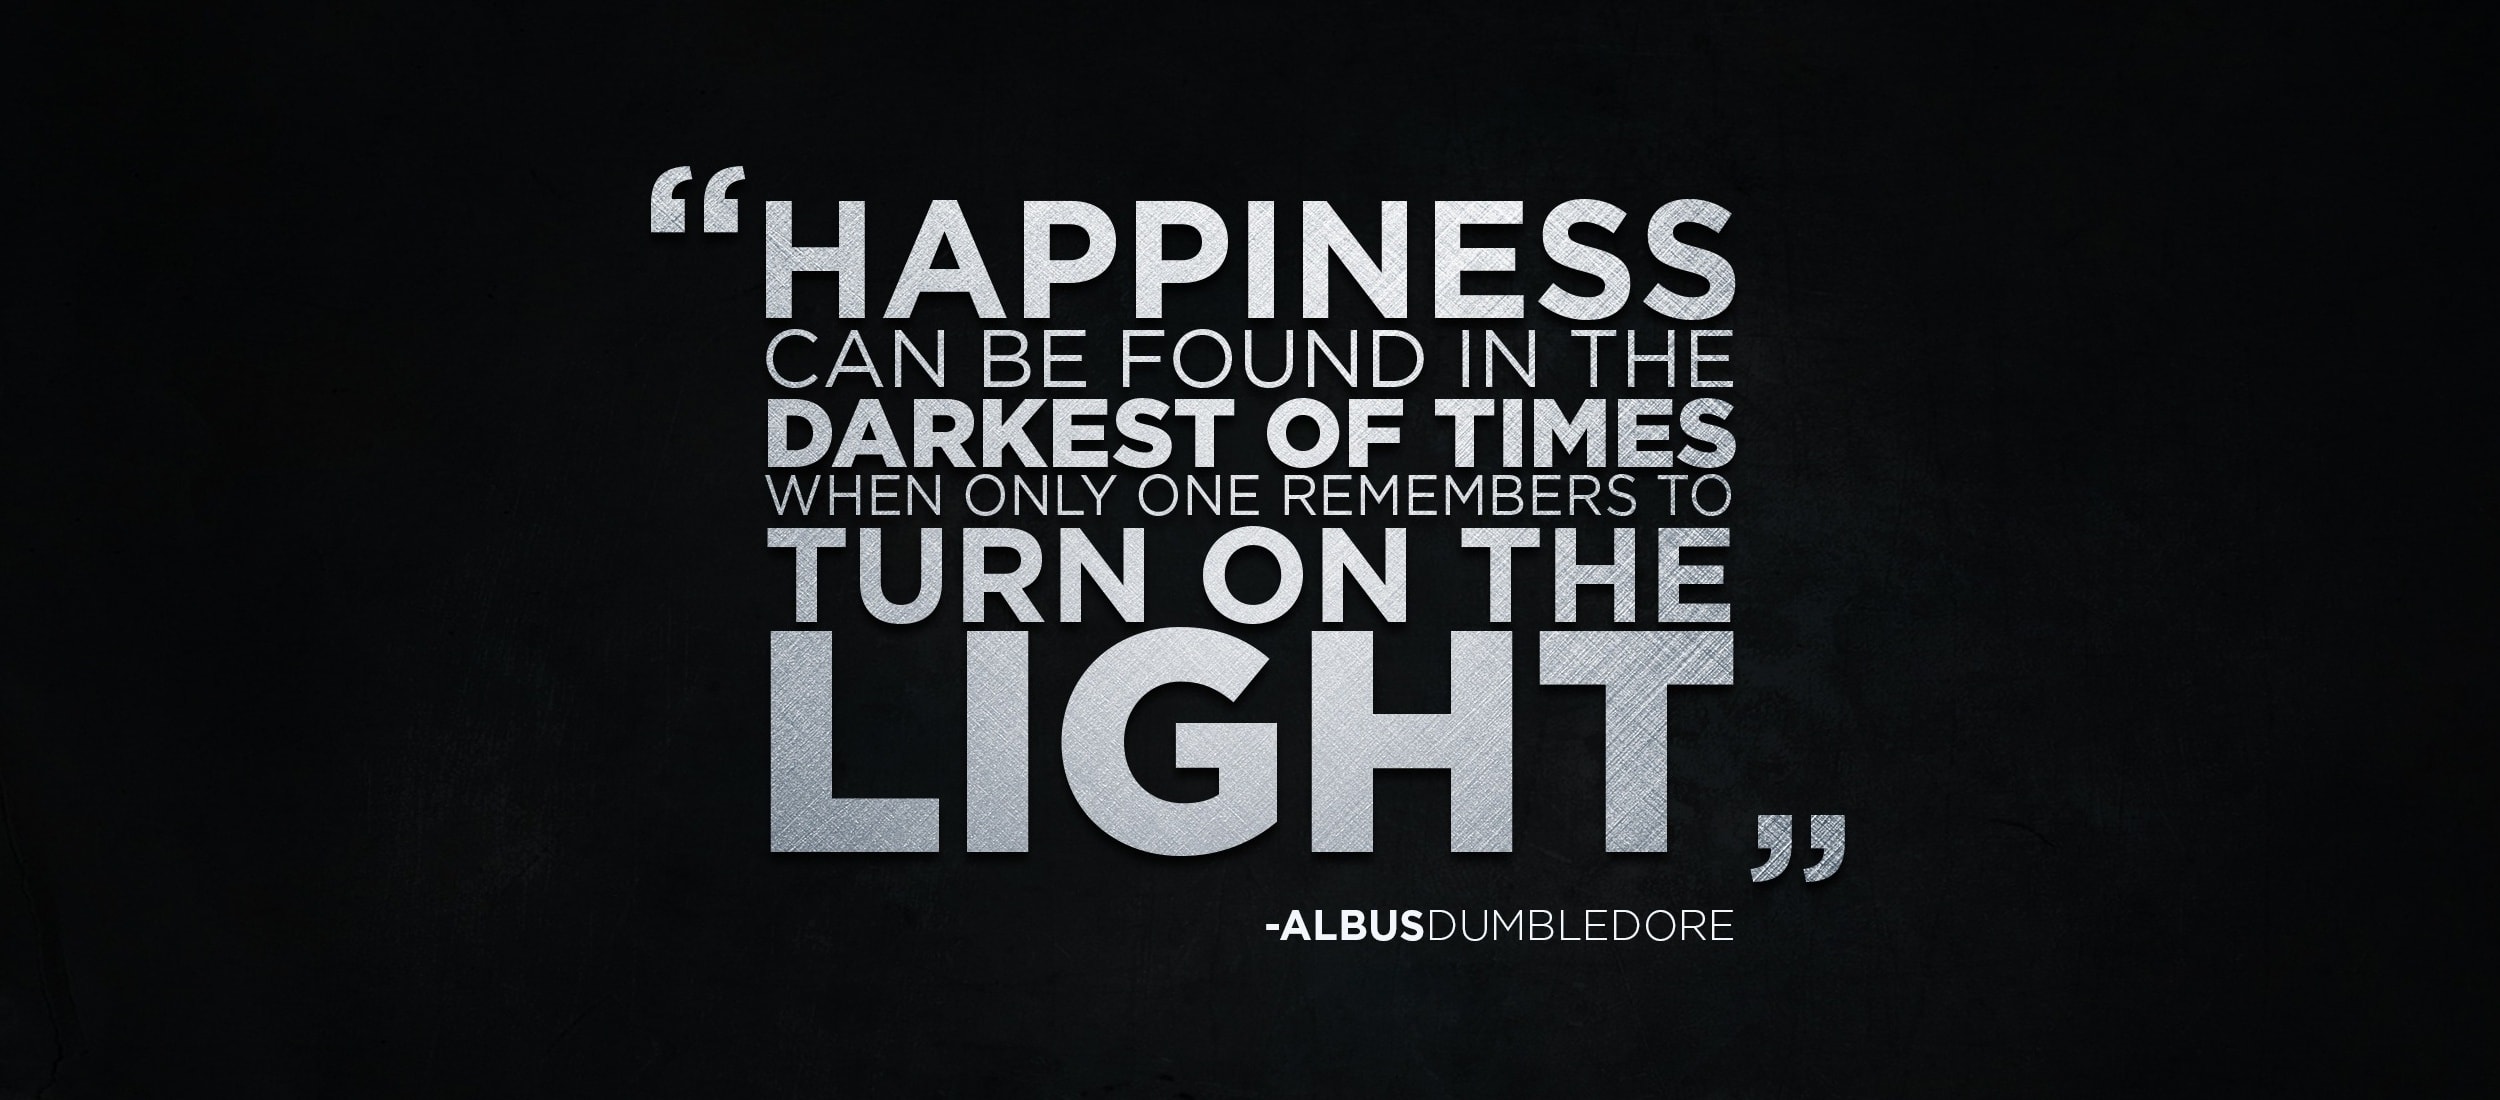 “HAPPINESS
CAN BE FOUND IN THE
DARKEST OF TIMES
WHEN ONLY ONE REMEMBERS TO
TURN ON THE
LIGHT”
-ALBUSDUMBLEDORE